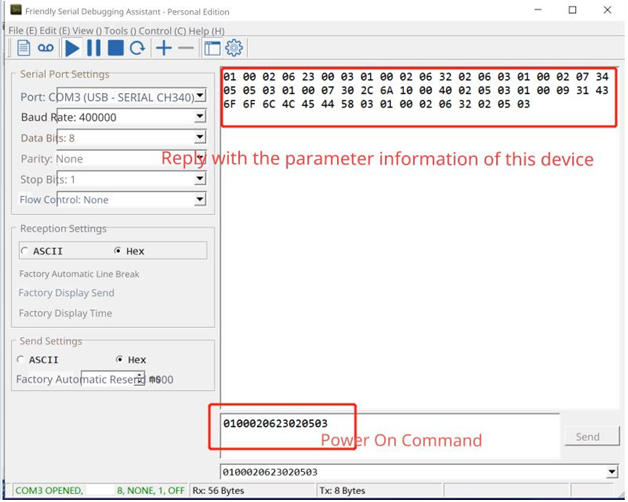 Friendly Serial Debugging Assistant - Personal Edition
File (E) Edit (E) View () Tools () Control (C) Help (H)
Serial Port Settings
Port: COM3 (USB - SERIAL CH340)
Baud Rate: 400000
Data Bits: 8
Parity: None
Stop Bits: 1
Flow Control: None
Reception Settings
ASCII Hex
Factory Automatic Line Break
Factory Display Send
Factory Display Time
Send Settings
ASCII Hex
Factory Automatic Resend ms
01 00 02 06 23 00 03 01 00 02 06 32 02 06 03 01 00 02 07 34
05 05 03 01 00 07 30 2C 6A 10 00 40 02 05 03 01 00 09 31 43
6F 6F 6C 4C 45 44 58 03 01 00 02 06 32 02 05 03
Reply with the parameter information of this device
0100020623020503
Power On Command
Send
0100020623020503
COM3 OPENED, 8, NONE, 1, OFF Rx: 56 Bytes Tx: 8 Bytes